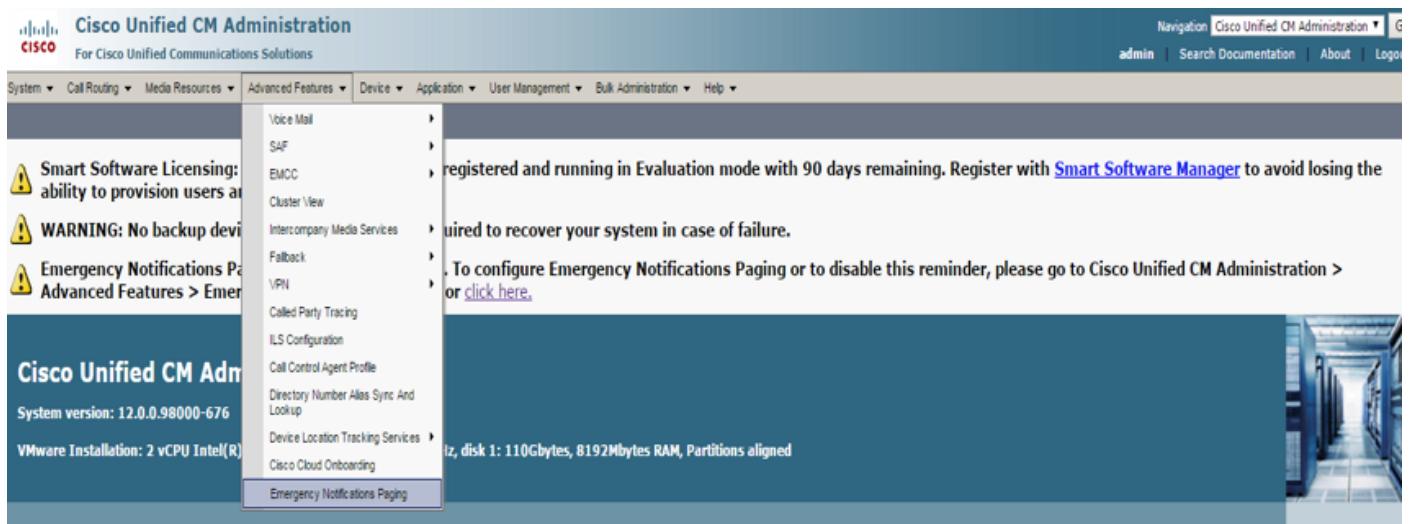 CISCO
Cisco Unified CM Administration
For Cisco Unified Communications Solutions
Navigation Cisco Unified CM Administration
admin | Search Documentation | About | Logou
System Call Routing Media Resources Advanced Features Device Application User Management Bulk Administration Help
Voice Mail
SAF
EMCC
Cluster View
Intercompany Media Services
Fallback
VPN
Called Party Tracing
ILS Configuration
Call Control Agent Profile
Directory Number Alias Sync And
Lookup
Device Location Tracking Services
Cisco Cloud Onboarding
Emergency Notifications Paging
Smart Software Licensing: registered and running in Evaluation mode with 90 days remaining. Register with Smart Software Manager to avoid losing the
ability to provision users
WARNING: No backup devi uired to recover your system in case of failure.
Emergency Notifications Pa . To configure Emergency Notifications Paging or to disable this reminder, please go to Cisco Unified CM Administration >
Advanced Features > Emer or click here.
Cisco Unified CM Adm
System version: 12.0.0.98000-676
VMware Installation: 2 vCPU Intel(R) Hz, disk 1: 110Gbytes, 8192Mbytes RAM, Partitions aligned